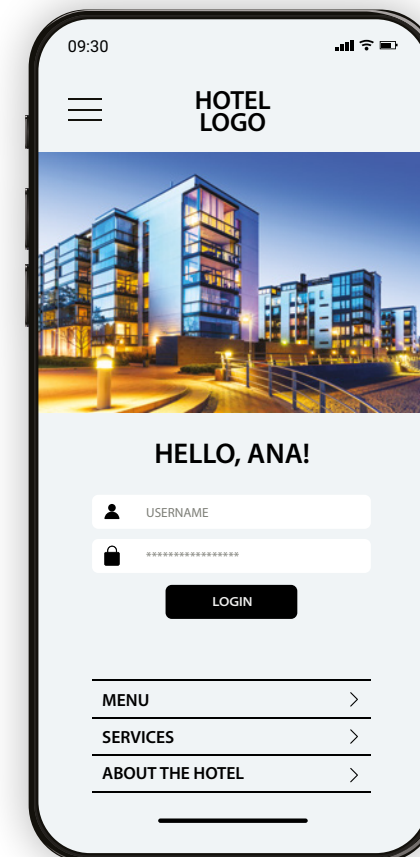 09:30
HOTEL
LOGO
HELLO, ANA!
USERNAME
*****************
LOGIN
MENU
SERVICES
ABOUT THE HOTEL